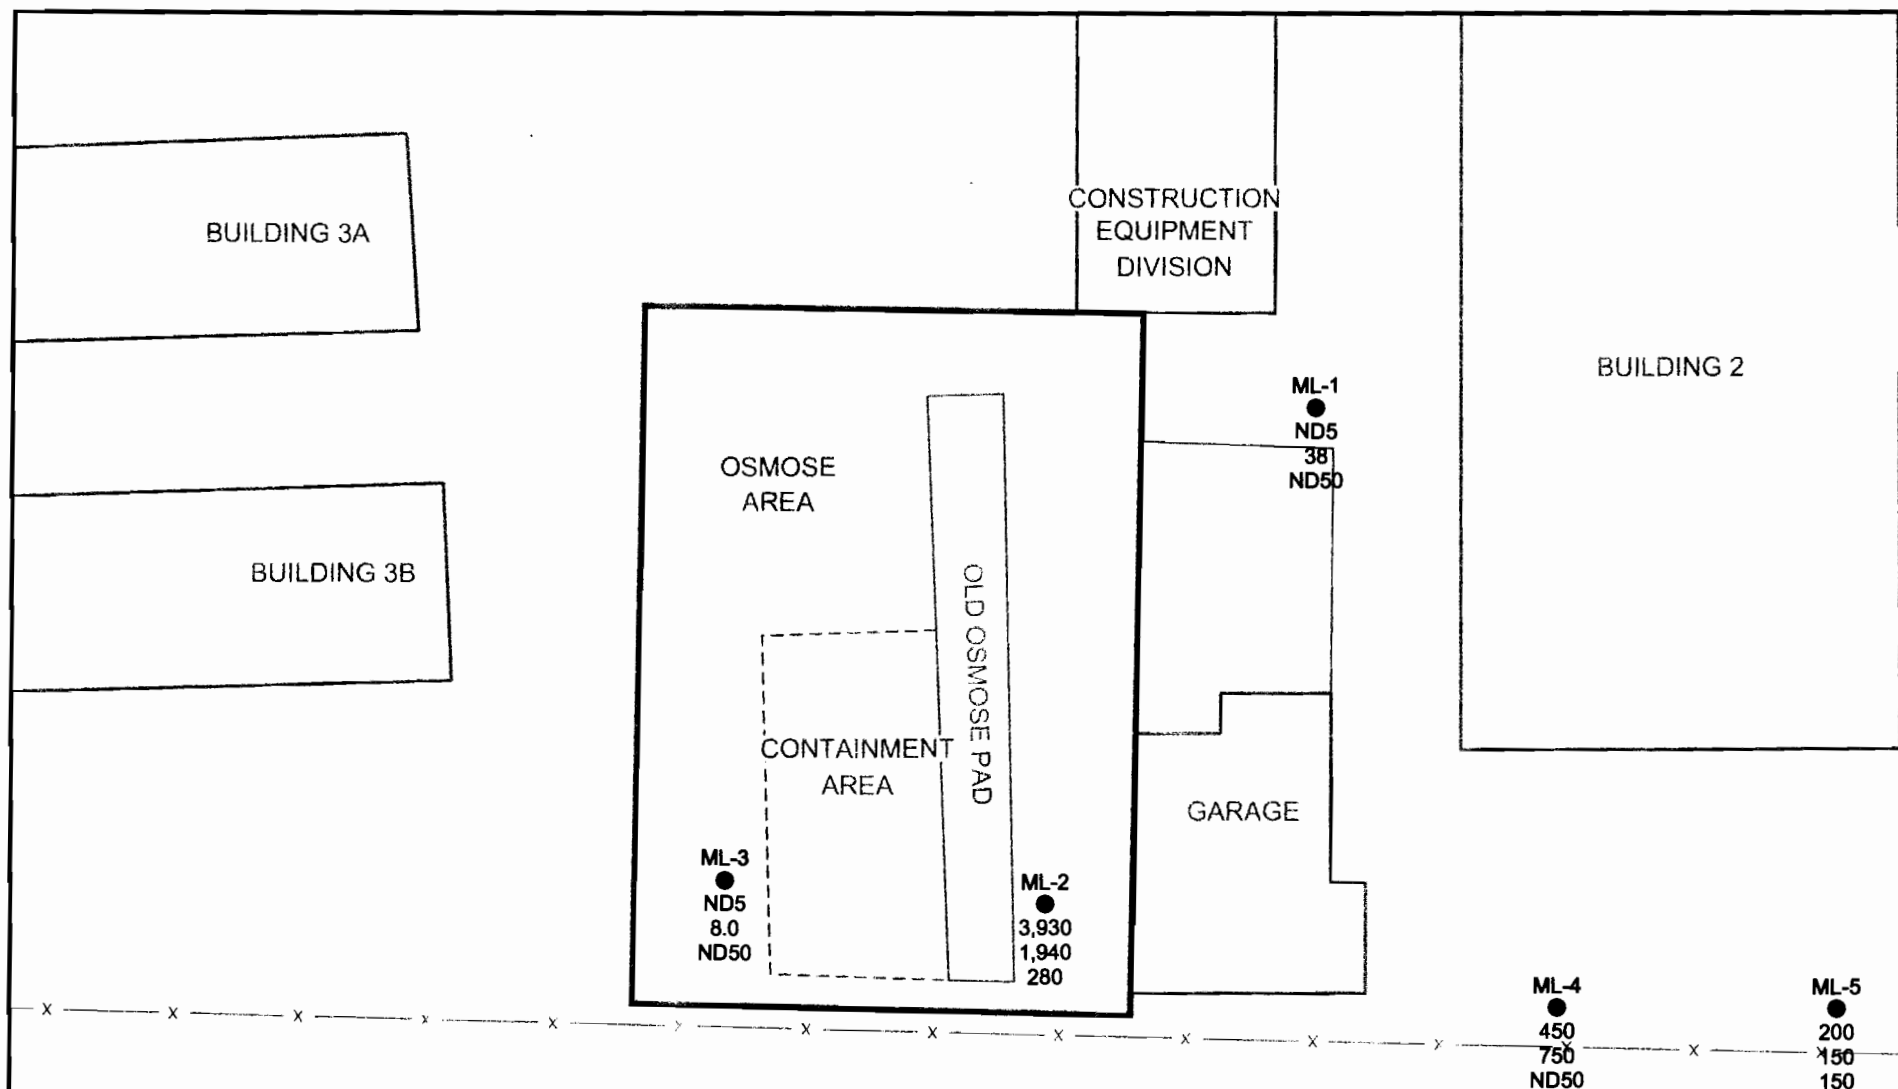 CONSTRUCTION
EQUIPMENT
DIVISION
BUILDING 3A
BUILDING 2
ML-1
ND5
38
ND50
OSMOSE
AREA
BUILDING 3B
OLD OSMOSE PAD
CONTAINMENT
AREA
GARAGE
ML-3
ND5
8.0
ND50
ML-2
3,930
1,940
280
ML-4
450
750
ND50
ML-5
200
150
150